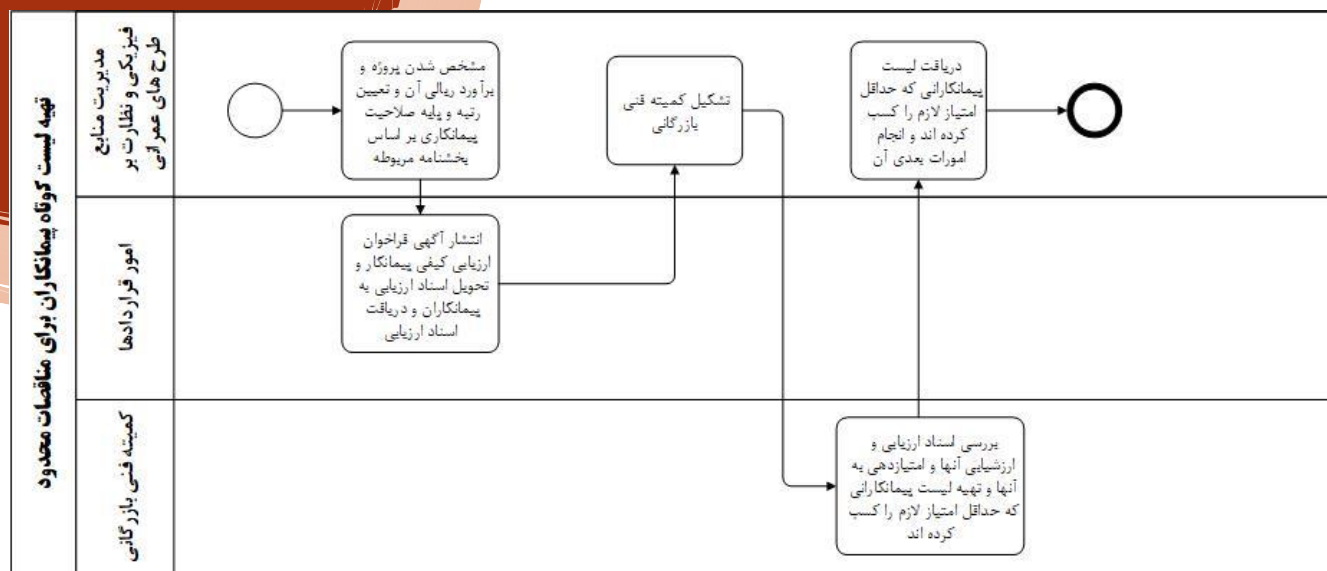 تهیه لیست کوتاه پیمانکاران برای مناقصات محدود
مدیریت منابع
فیزیکی و نظارت بر
طرح های عمرانی
مشخص شدن پروژه و
برآورد ریالی آن و تعیین
رتبه و پایه صلاحیت
پیمانکاری بر اساس
بخشنامه مربوطه
تشکیل کمیته فنی
بازرگانی
دریافت لیست
پیمانکارانی که حداقل
امتیاز لازم را کسب
کرده اند و انجام
امورات بعدی آن
امور قراردادها
انتشار آگهی فراخوان
ارزیابی کیفی پیمانکار و
تحویل اسناد ارزیابی به
پیمانکاران و دریافت
اسناد ارزیابی
کمیته فنی بازرگانی
بررسی اسناد ارزیابی و
ارزشیابی آنها و امتیازدهی به
آنها و تهیه لیست پیمانکارانی
که حداقل امتیاز لازم را کسب
کرده اند